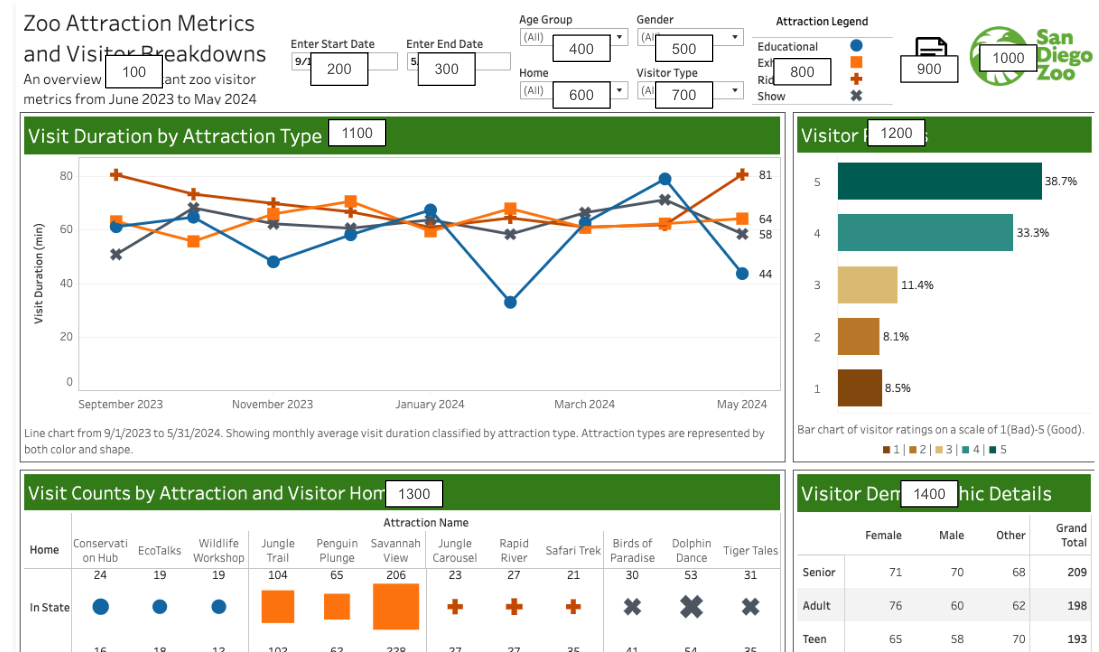 Zoo Attraction Metrics
and Visitor Breakdowns
An overview
zoo visitor
metrics from June 2023 to May 2024
100
Enter Start Date
9/1
200
Enter End Date
5
300
Age Group
(All)
400
Gender
500
Home
(All)
600
Visitor Type
700
Attraction Legend
Educational
800
Show
900
1000
San
Diego
Zoo
Visit Duration by Attraction Type
1100
Visit Duration (min)
80
60
40
20
0
81
64
58
44
September 2023
November 2023
January 2024
March 2024
May 2024
Line chart from 9/1/2023 to 5/31/2024. Showing monthly average visit duration classified by attraction type. Attraction types are represented by
both color and shape.
Visitor
1200
5
38.7%
4
33.3%
3
11.4%
2
8.1%
1
8.5%
Bar chart of visitor ratings on a scale of 1(Bad)-5 (Good).
1 | 2 | 3 | 4 | 5
Visit Counts by Attraction and Visitor Hom
1300
Attraction Name
Home
Conservati
on Hub
EcoTalks
Wildlife
Workshop
Jungle
Trail
Penguin
Plunge
Savannah
View
Jungle
Carousel
Rapid
River
Safari Trek
Birds of
Paradise
Dolphin
Dance
Tiger Tales
24 19 19 104 65 206 23 27 21 30 53 31
In State
16 18 12 102 62 228 27 27 35 41 54 35
Visitor Dem
1400
hic Details
Female Male Other Grand
Total
Senior 71 70 68 209
Adult 76 60 62 198
Teen 65 58 70 193